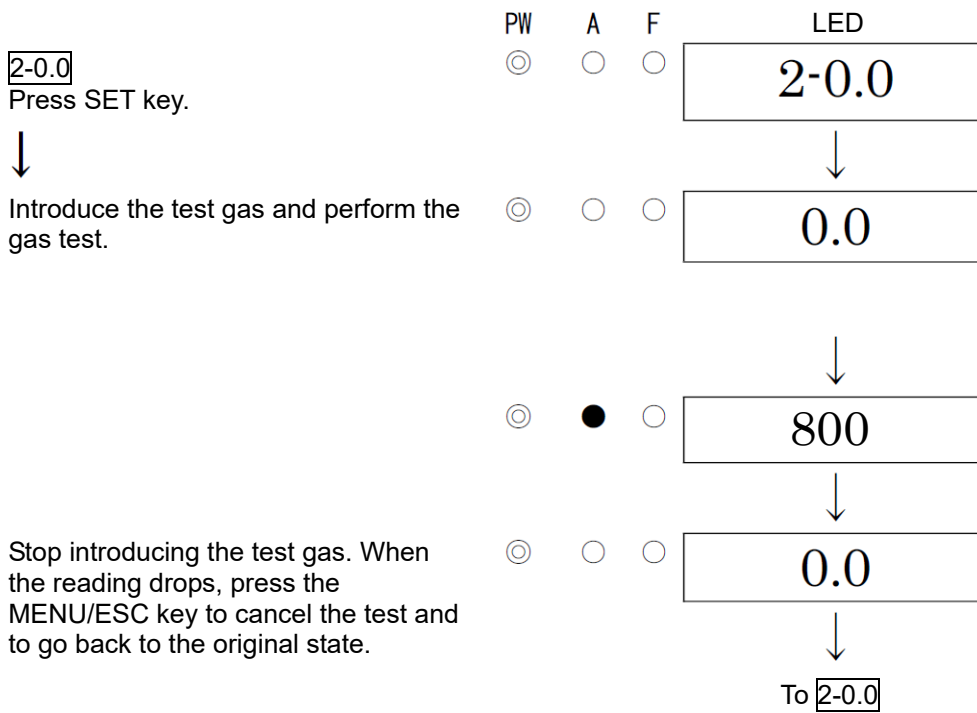 PW A F LED
2-0.0
Press SET key.
2-0.0
↓
↓
Introduce the test gas and perform the
gas test.
0.0
↓
800
↓
Stop introducing the test gas. When
the reading drops, press the
MENU/ESC key to cancel the test and
to go back to the original state.
0.0
↓
To 2-0.0